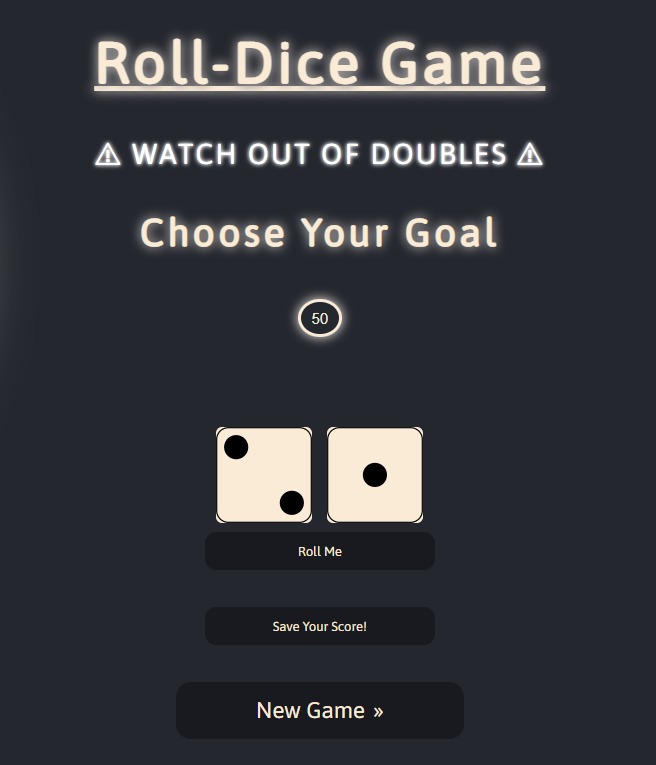 Roll-Dice Game
⚠ WATCH OUT OF DOUBLES ⚠
Choose Your Goal
50
Roll Me
Save Your Score!
New Game »